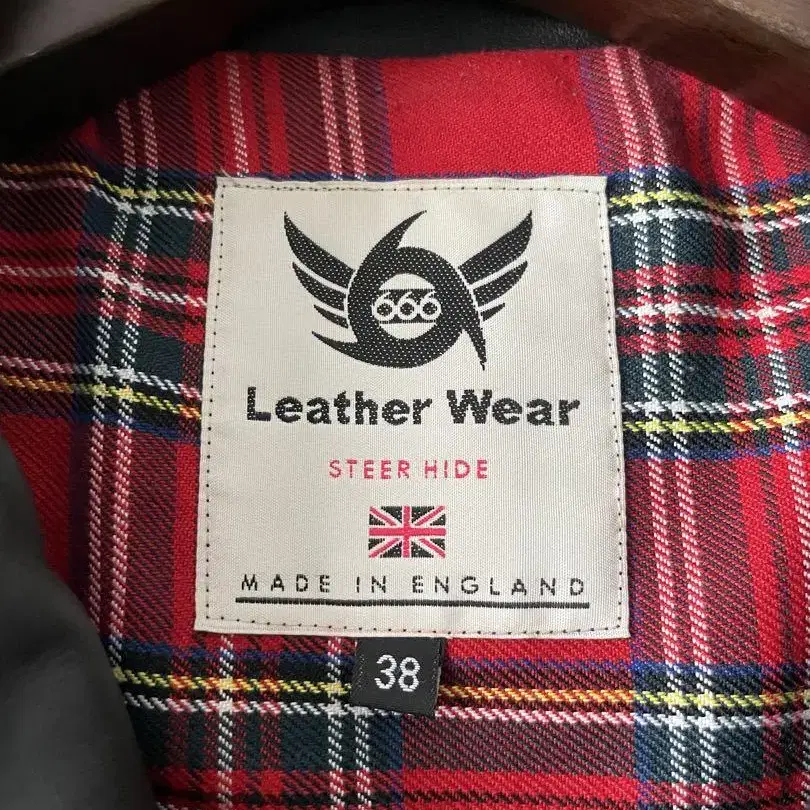 666
Leather Wear
STEER HIDE
MADE IN ENGLAND
38